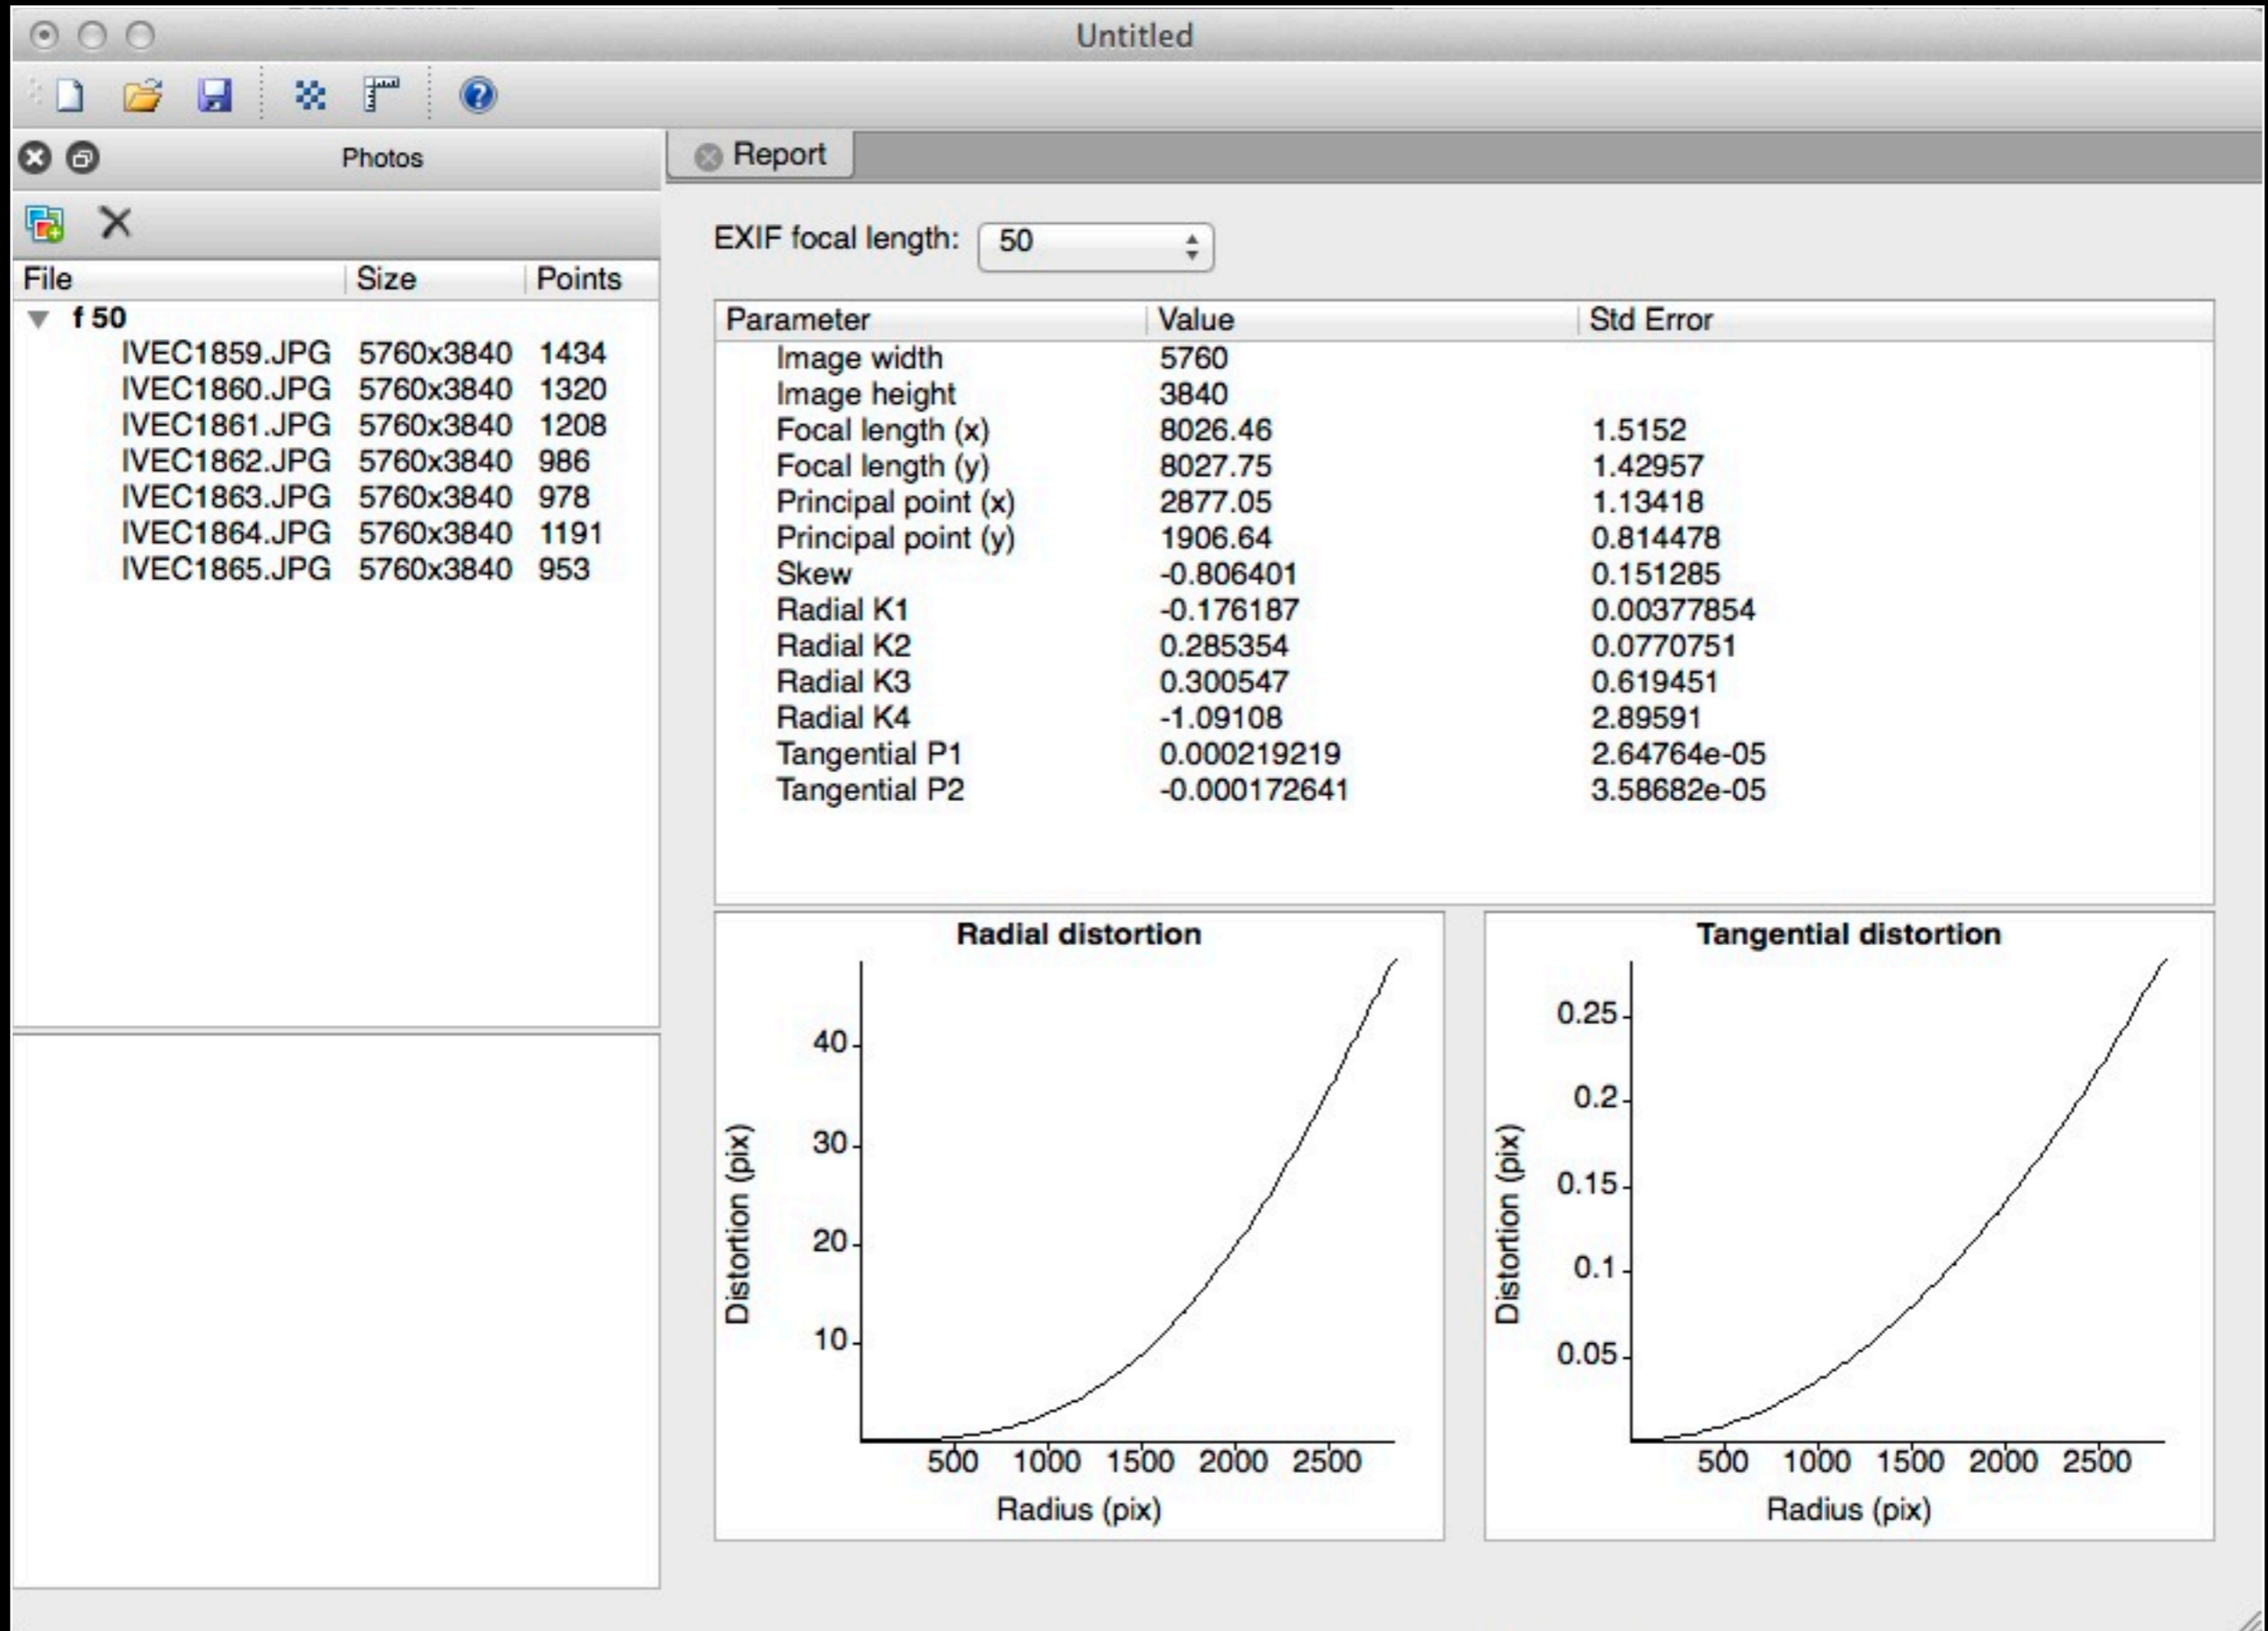 Untitled
Photos
Report
EXIF focal length: 50
File Size Points
f 50
IVEC1859.JPG 5760x3840 1434
IVEC1860.JPG 5760x3840 1320
IVEC1861.JPG 5760x3840 1208
IVEC1862.JPG 5760x3840 986
IVEC1863.JPG 5760x3840 978
IVEC1864.JPG 5760x3840 1191
IVEC1865.JPG 5760x3840 953
Parameter Value Std Error
Image width 5760
Image height 3840
Focal length (x) 8026.46 1.5152
Focal length (y) 8027.75 1.42957
Principal point (x) 2877.05 1.13418
Principal point (y) 1906.64 0.814478
Skew -0.806401 0.151285
Radial K1 -0.176187 0.00377854
Radial K2 0.285354 0.0770751
Radial K3 0.300547 0.619451
Radial K4 -1.09108 2.89591
Tangential P1 0.000219219 2.64764e-05
Tangential P2 -0.000172641 3.58682e-05
Radial distortion
Distortion (pix)
40
30
20
10
500 1000 1500 2000 2500
Radius (pix)
Tangential distortion
Distortion (pix)
0.25
0.2
0.15
0.1
0.05
500 1000 1500 2000 2500
Radius (pix)